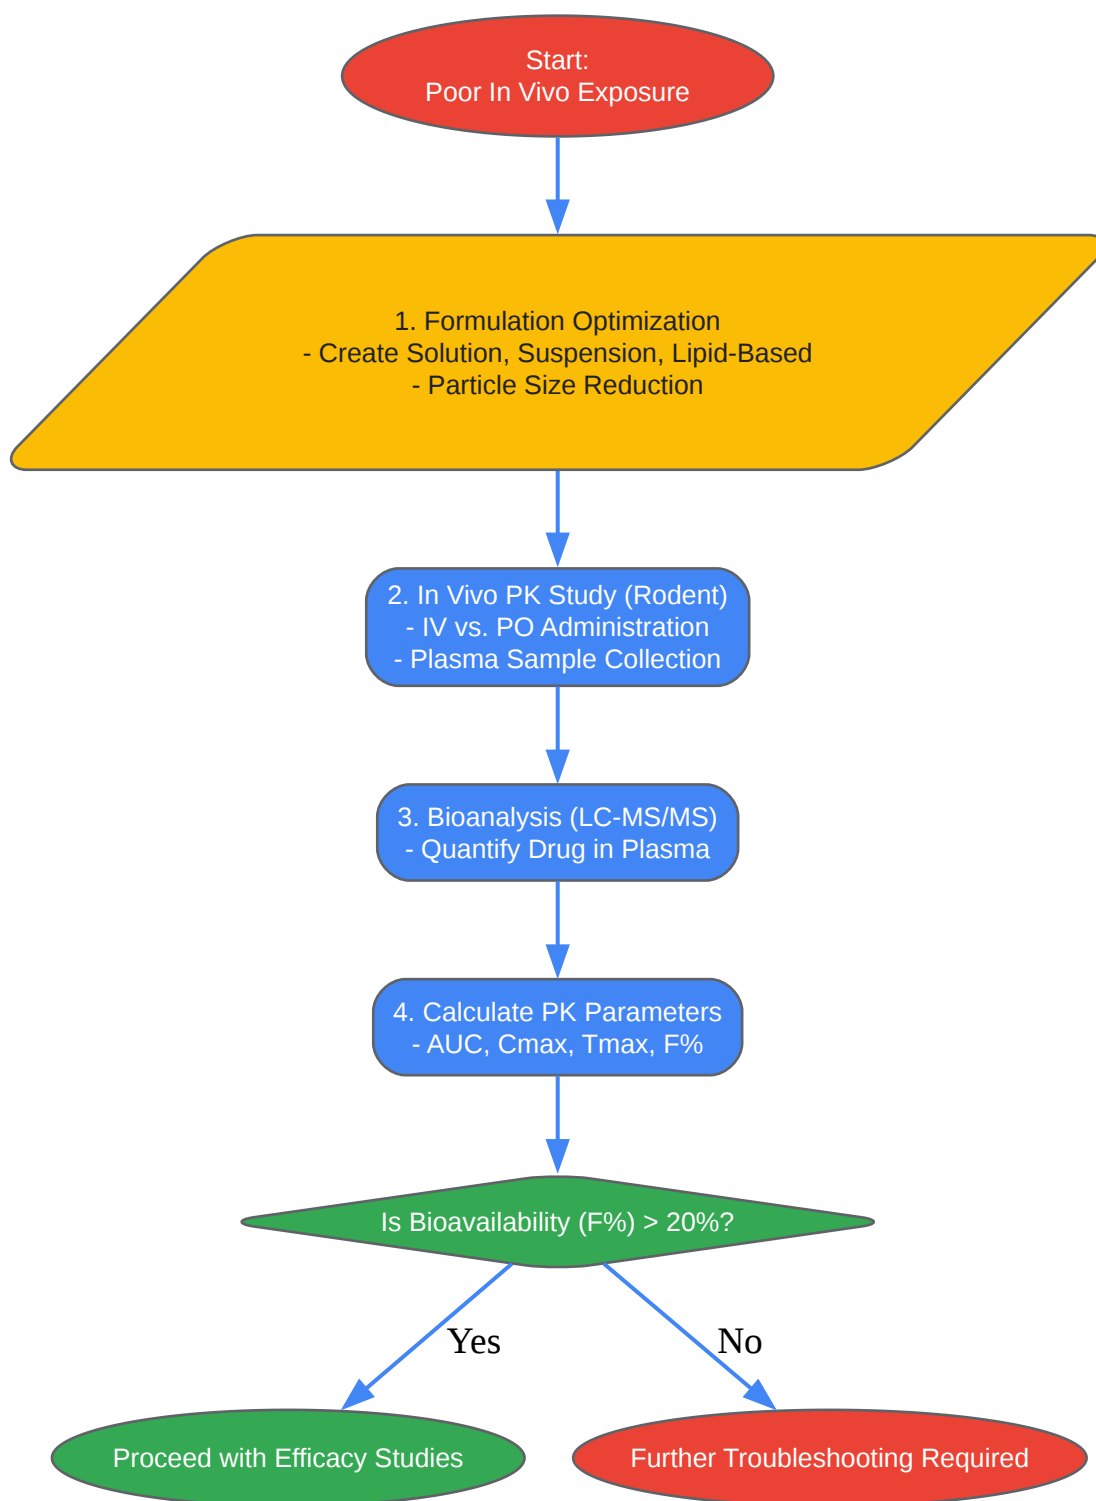 Start:
Poor In Vivo Exposure
1. Formulation Optimization
- Create Solution, Suspension, Lipid-Based
- Particle Size Reduction
2. In Vivo PK Study (Rodent)
- IV vs. PO Administration
- Plasma Sample Collection
3. Bioanalysis (LC-MS/MS)
- Quantify Drug in Plasma
4. Calculate PK Parameters
- AUC, Cmax, Tmax, F%
Is Bioavailability (F%) > 20%?
Yes
No
Proceed with Efficacy Studies
Further Troubleshooting Required